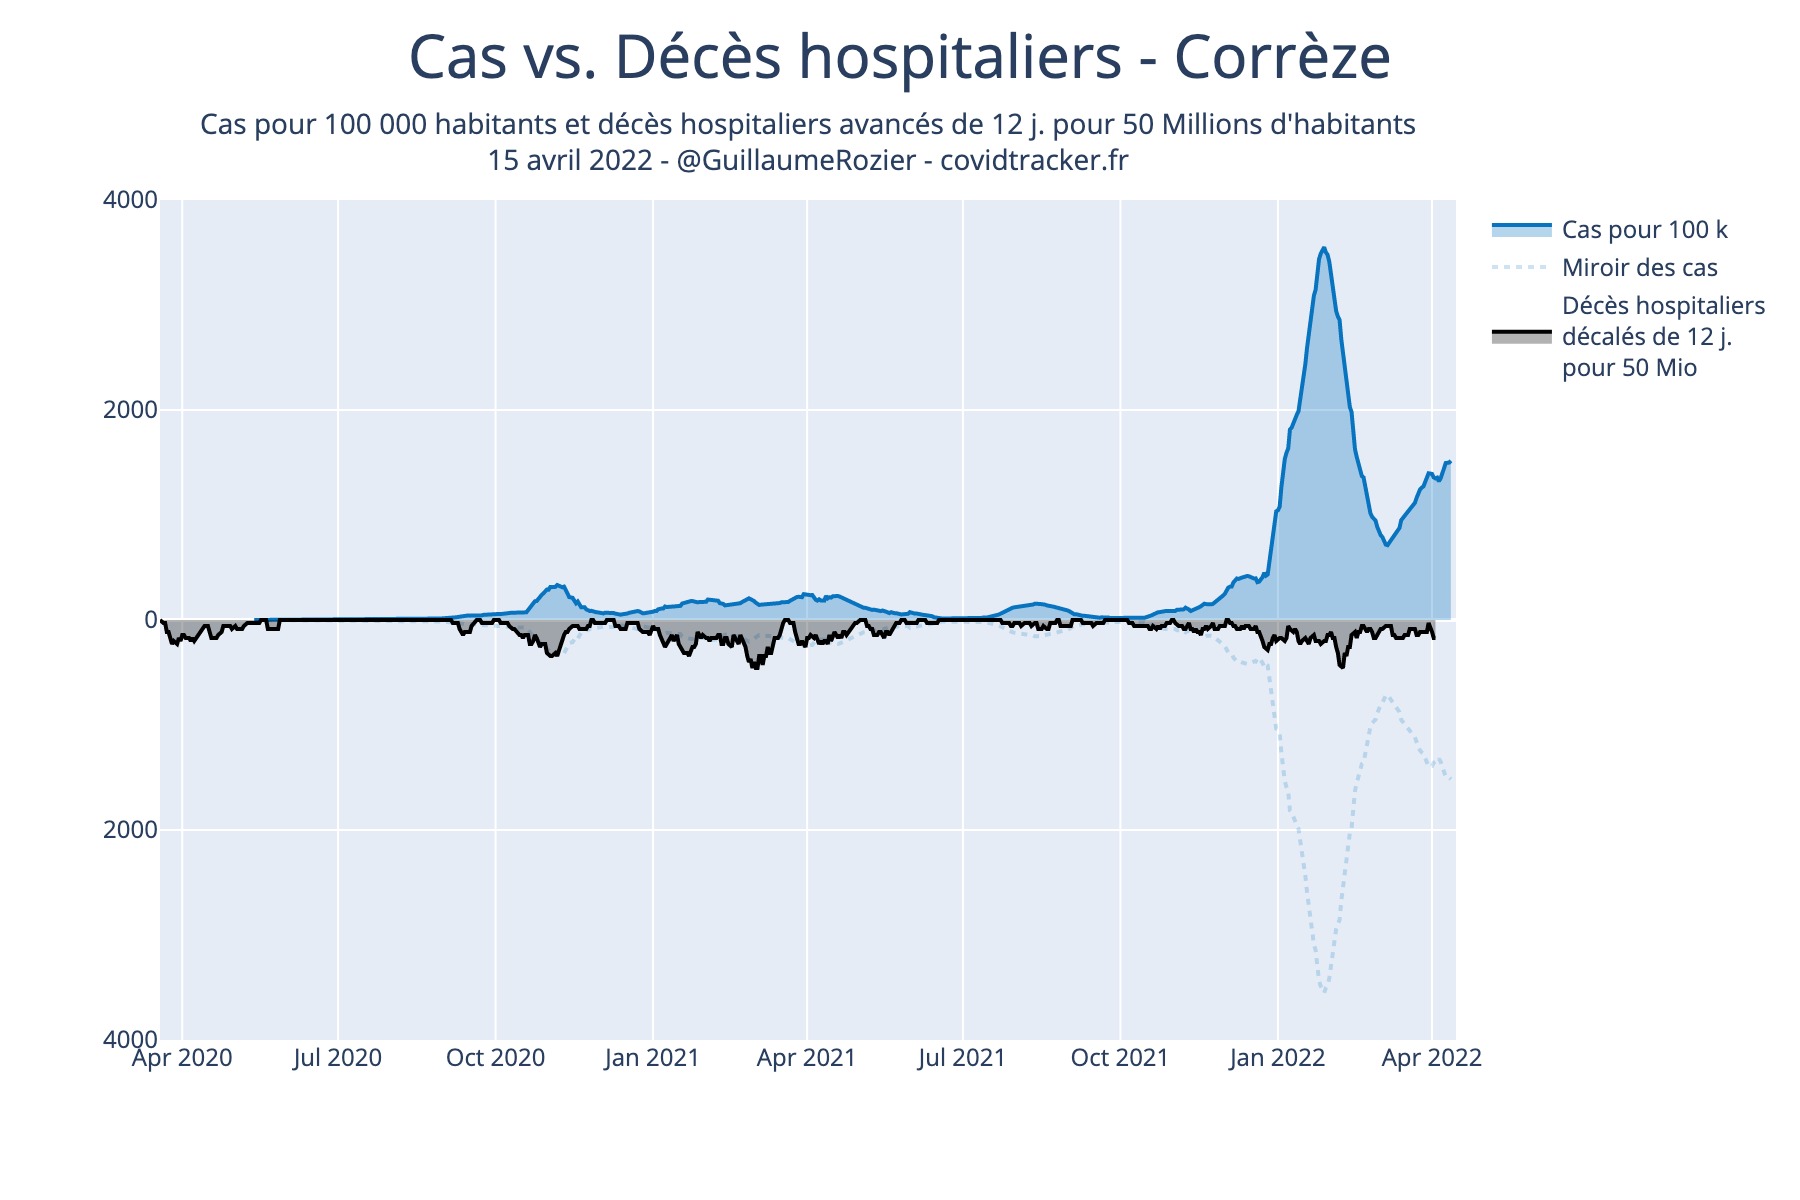 Cas vs. Décès hospitaliers - Corrèze
Cas pour 100 000 habitants et décès hospitaliers avancés de 12 j. pour 50 Millions d'habitants
15 avril 2022 - @GuillaumeRozier - covidtracker.fr
4000
2000
0
2000
4000
Apr 2020
Jul 2020
Oct 2020
Jan 2021
Apr 2021
Jul 2021
Oct 2021
Jan 2022
Apr 2022
Cas pour 100 k
Miroir des cas
Décès hospitaliers
décalés de 12 j.
pour 50 Mio